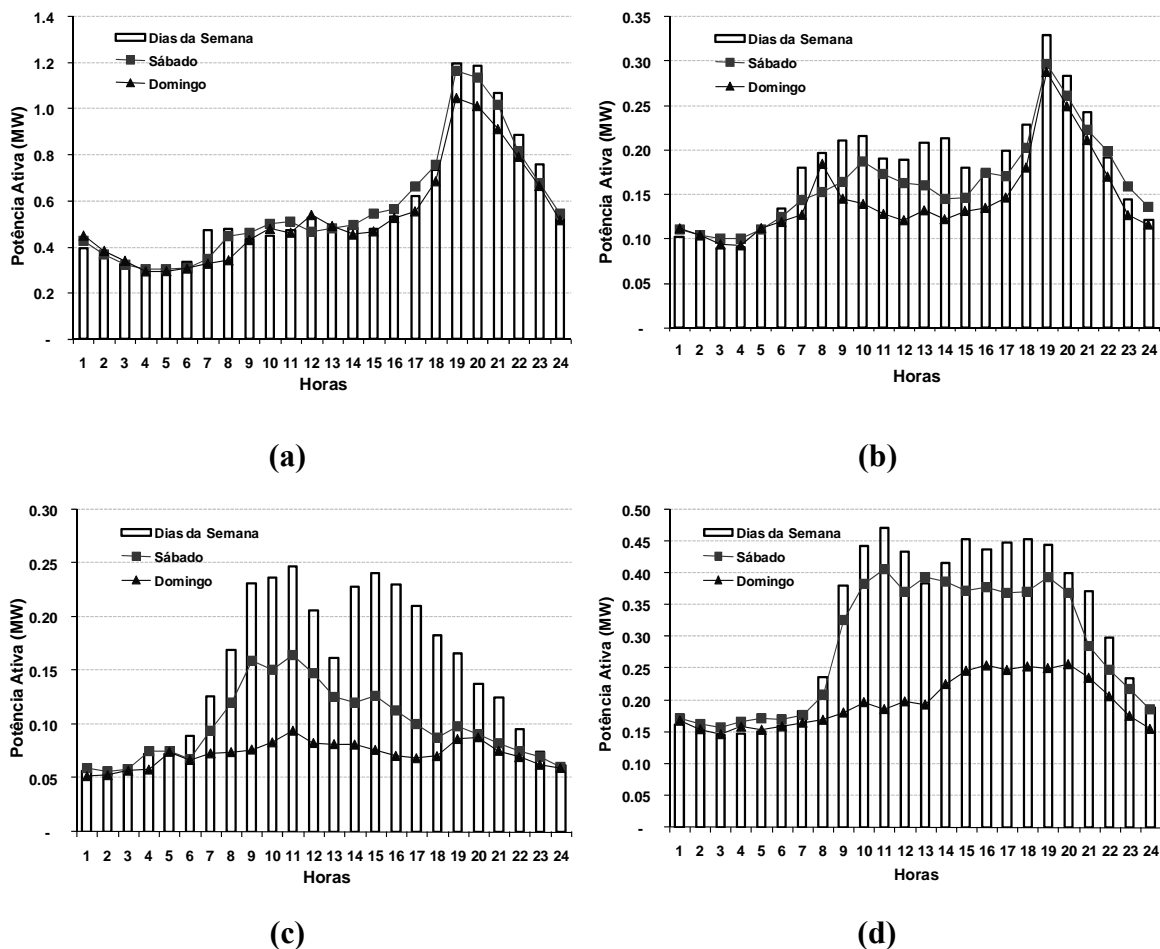 1.4
1.2
1.0
0.8
0.6
0.4
0.2
-
Potência Ativa (MW)
Dias da Semana
Sábado
Domingo
1 2 3 4 5 6 7 8 9 10 11 12 13 14 15 16 17 18 19 20 21 22 23 24
Horas
(a)
0.35
0.30
0.25
0.20
0.15
0.10
0.05
-
Potência Ativa (MW)
Dias da Semana
Sábado
Domingo
1 2 3 4 5 6 7 8 9 10 11 12 13 14 15 16 17 18 19 20 21 22 23 24
Horas
(b)
0.30
0.25
0.20
0.15
0.10
0.05
-
Potência Ativa (MW)
Dias da Semana
Sábado
Domingo
1 2 3 4 5 6 7 8 9 10 11 12 13 14 15 16 17 18 19 20 21 22 23 24
(c)
0.50
0.45
0.40
0.35
0.30
0.25
0.20
0.15
0.10
0.05
-
Potência Ativa (MW)
Dias da Semana
Sábado
Domingo
1 2 3 4 5 6 7 8 9 10 11 12 13 14 15 16 17 18 19 20 21 22 23 24
(d)